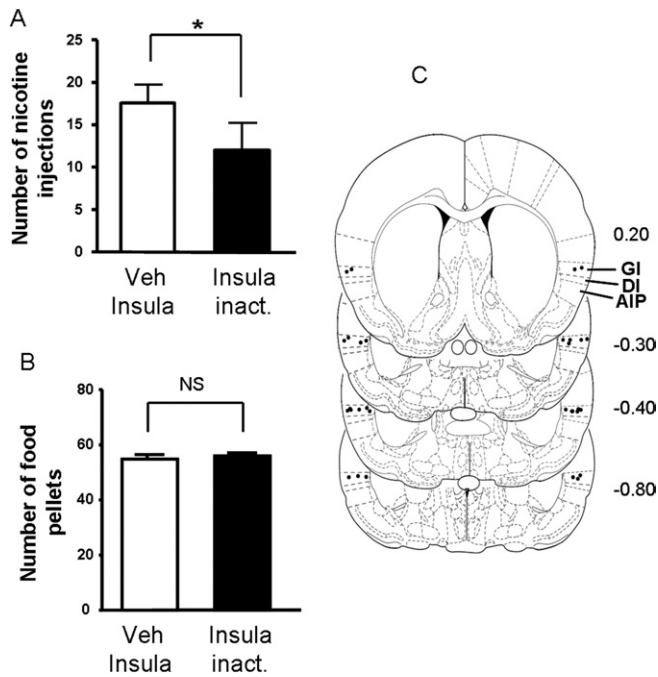 A
Number of nicotine
injections
25
20
15
10
5
0
*
Veh
Insula
Insula
inact.
B
Number of food
pellets
80
60
40
20
0
NS
Veh
Insula
Insula
inact.
C
0.20
GI
DI
AIP
-0.30
-0.40
-0.80